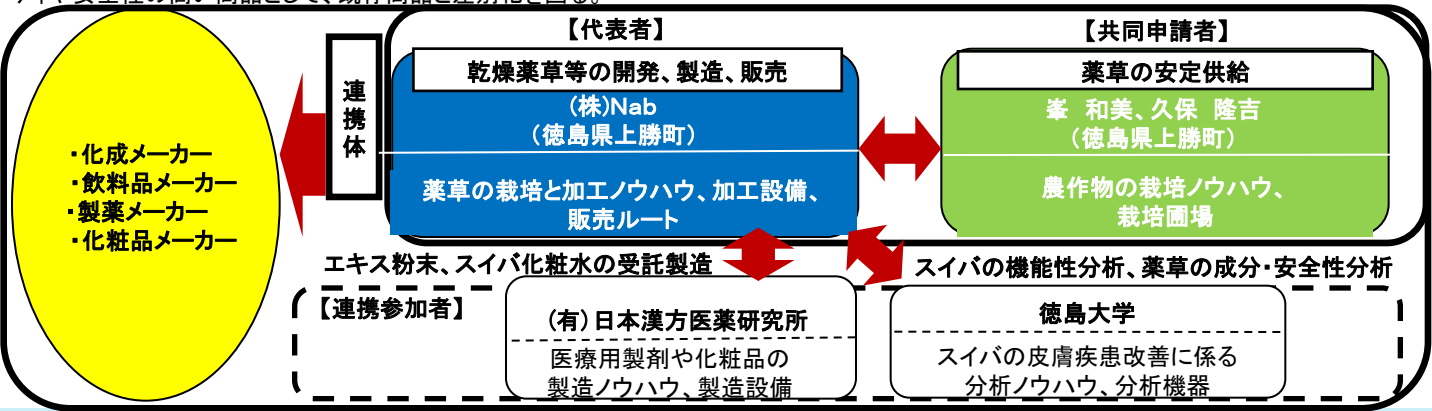 【代表者】
【共同申請者】
連携体
乾燥薬草等の開発、製造、販売
(株)Nab
(徳島県上勝町)
薬草の栽培と加工ノウハウ、加工設備、
販売ルート
薬草の安定供給
峯 和美、久保 隆吉
(徳島県上勝町)
農作物の栽培ノウハウ、
栽培圃場
・化成メーカー
・飲料品メーカー
・製薬メーカー
・化粧品メーカー
エキス粉末、スイバ化粧水の受託製造
スイバの機能性分析、薬草の成分・安全性分析
【連携参加者】
(有)日本漢方医薬研究所
医療用製剤や化粧品の
製造ノウハウ、製造設備
徳島大学
スイバの皮膚疾患改善に係る
分析ノウハウ、分析機器